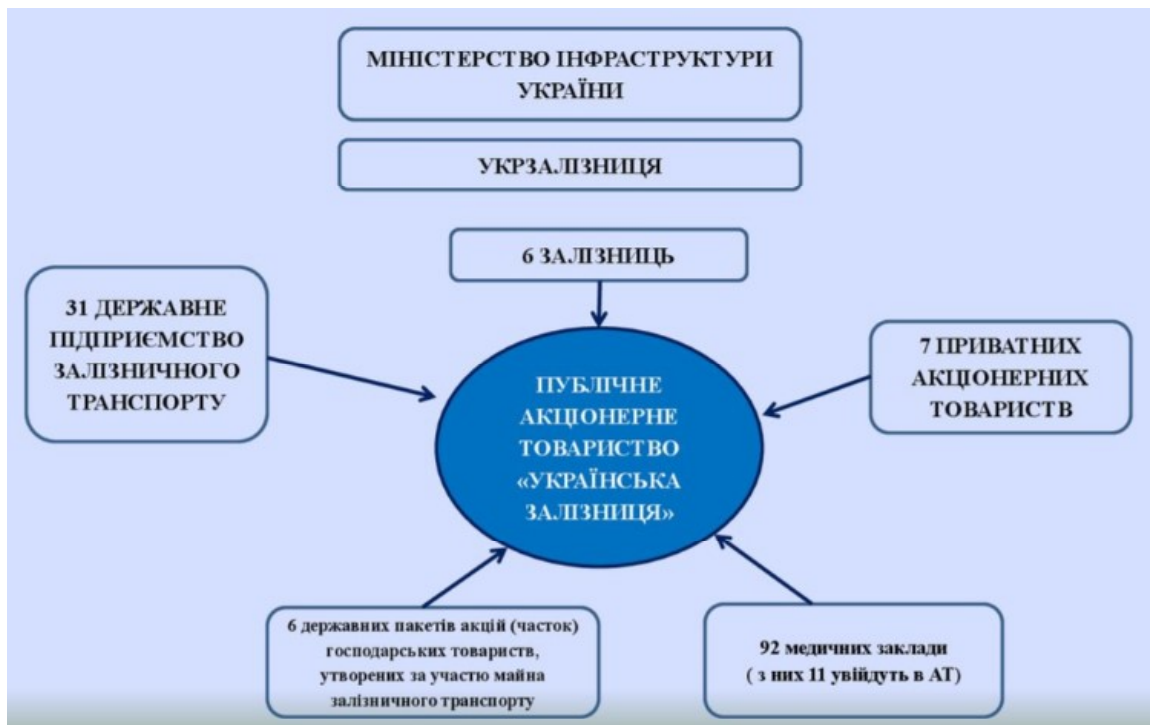 МІНІСТЕРСТВО ІНФРАСТРУКТУРИ
УКРАЇНИ
УКРЗАЛІЗНИЦЯ
6 ЗАЛІЗНИЦЬ
31 ДЕРЖАВНЕ
ПІДПРИЄМСТВО
ЗАЛІЗНИЧНОГО
ТРАНСПОРТУ
7 ПРИВАТНИХ
АКЦІОНЕРНИХ
ТОВАРИСТВ
ПУБЛІЧНЕ
АКЦІОНЕРНЕ
ТОВАРИСТВО
«УКРАЇНСЬКА
ЗАЛІЗНИЦЯ»
6 державних пакетів акцій (часток)
господарських товариств,
утворених за участю майна
залізничного транспорту
92 медичних заклади
( з них 11 увійдуть в АТ)